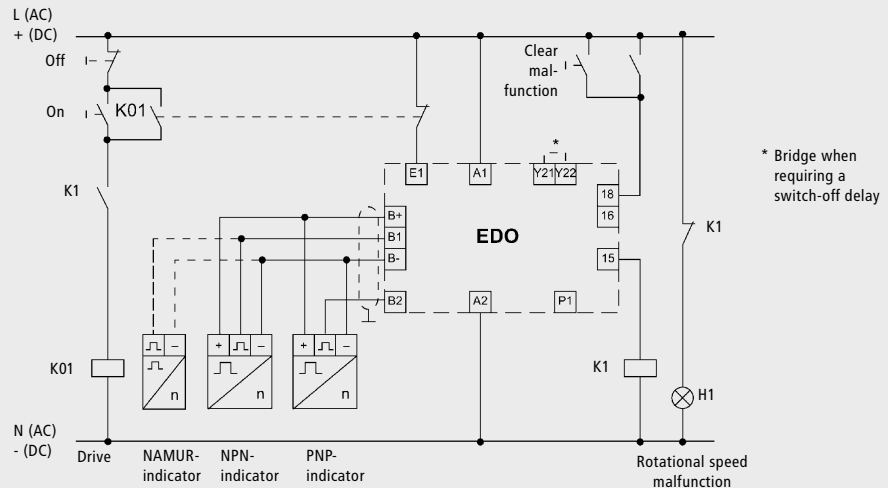 L (AC)
+ (DC)
Off
On
K01
K1
K01
N (AC)
- (DC)
Drive
NAMUR-
indicator
NPN-
indicator
PNP-
indicator
B+
B1
B-
B2
E1
A1
Y21 Y22
*
EDO
A2
P1
18
16
15
Clear
mal-
function
K1
K1
H1
Rotational speed
malfunction
* Bridge when
requiring a
switch-off delay
–
n
+ –
n
+ –
n